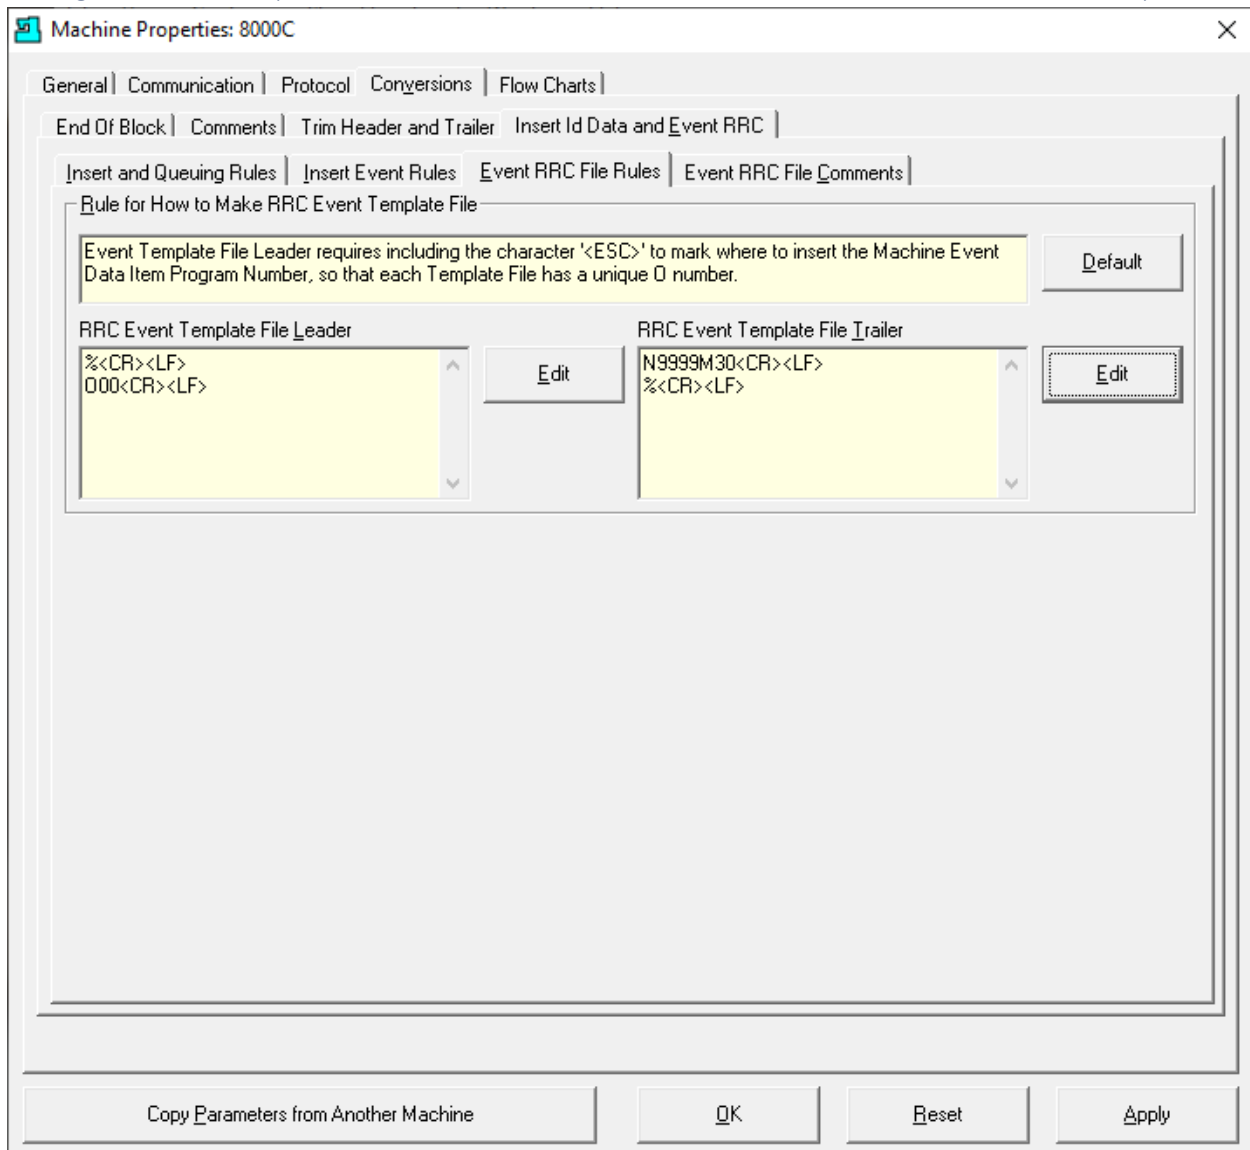 Machine Properties: 8000C
General Communication Protocol Conversions Flow Charts
End Of Block Comments Trim Header and Trailer Insert Id Data and Event RRC
Insert and Queuing Rules Insert Event Rules Event RRC File Rules Event RRC File Comments
Rule for How to Make RRC Event Template File
Event Template File Leader requires including the character '<ESC>' to mark where to insert the Machine Event
Data Item Program Number, so that each Template File has a unique O number.
Default
RRC Event Template File Leader
%<CR><LF>
O00<CR><LF>
Edit
RRC Event Template File Trailer
N9999M30<CR><LF>
%<CR><LF>
Edit
Copy Parameters from Another Machine OK Reset Apply